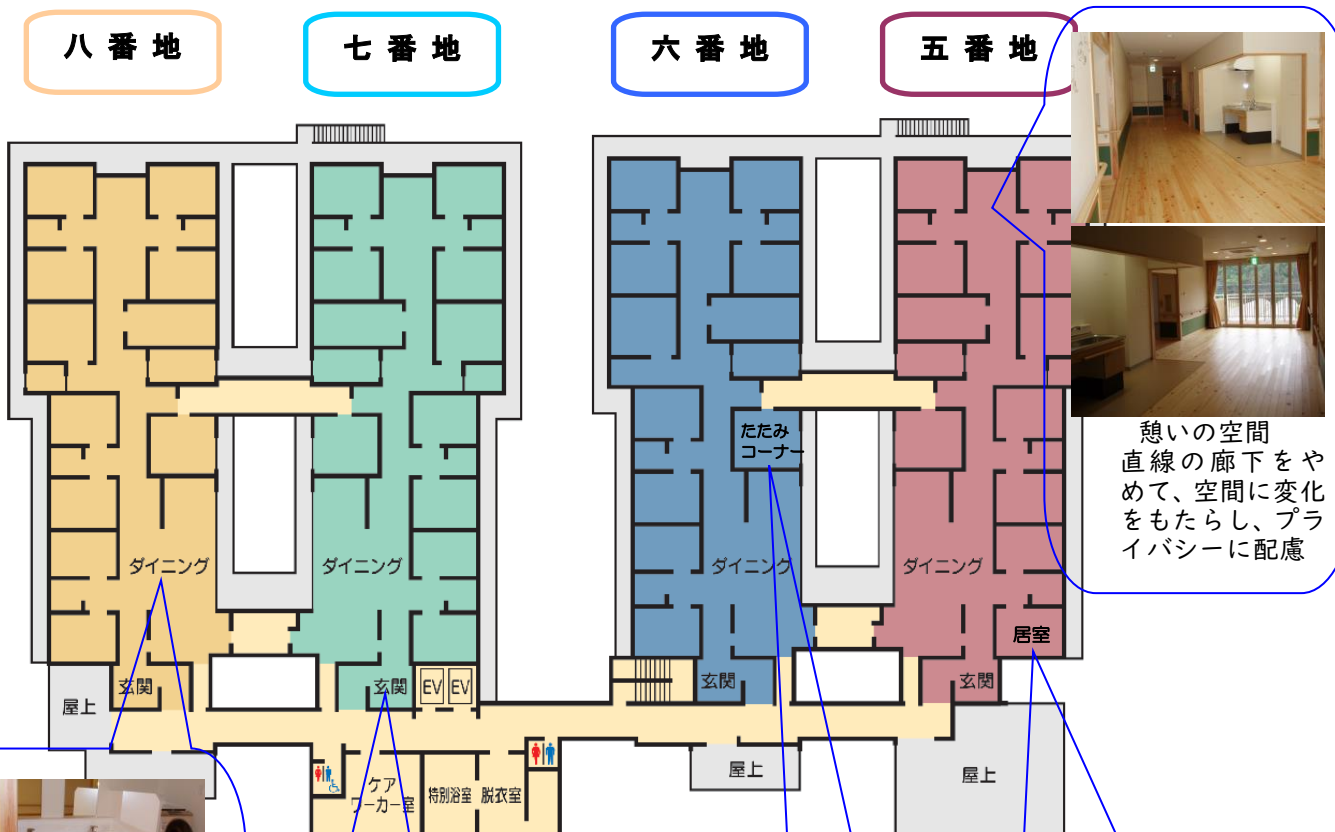 八番地
七番地
六番地
五番地
憩いの空間
直線の廊下をや
めて、空間に変化
をもたらし、プラ
イバシーに配慮
たたみ
コーナー
ダイニング
ダイニング
ダイニング
ダイニング
居室
玄関
玄関
EV
EV
玄関
玄関
屋上
屋上
屋上
ケア
ワーカー室
特別浴室
脱衣室